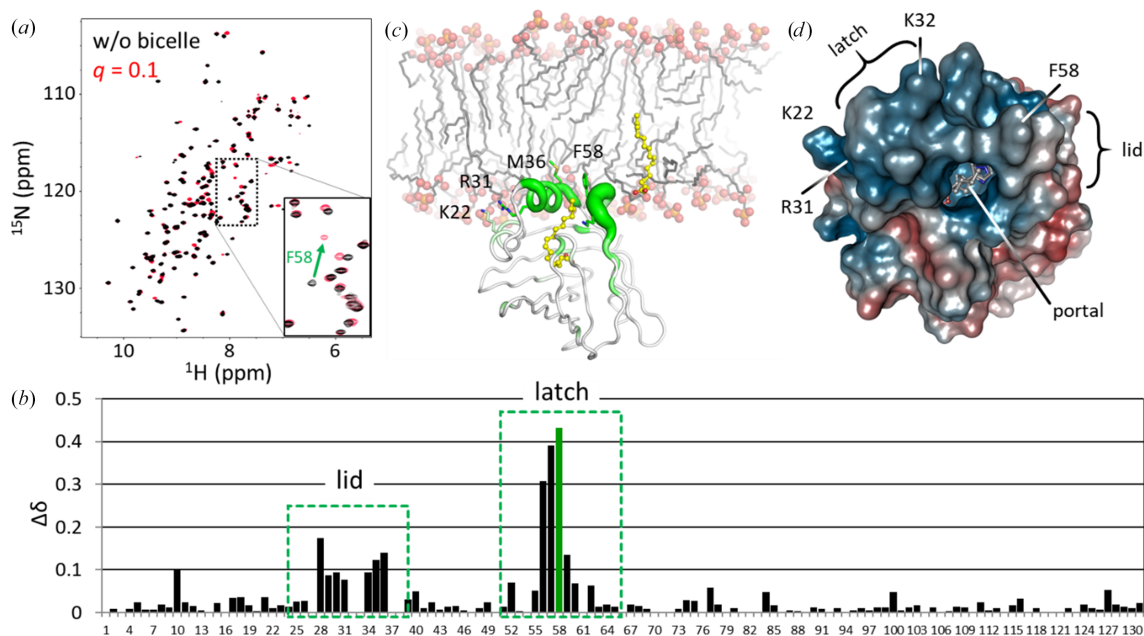 (a)
w/o bicelle
q = 0.1
110
120
130
15N (ppm)
F58
10
8
6
1H (ppm)
(c)
M36
F58
R31
K22
(d)
latch
K32
F58
K22
lid
R31
portal
(b)
latch
lid
0.5
0.4
0.3
0.2
0.1
0
Δδ
1 4 7 10 13 16 19 22 25 28 31 34 37 40 43 46 49 52 55 58 61 64 67 70 73 76 79 82 85 88 91 94 97 100 103 106 109 112 115 118 121 124 127 130